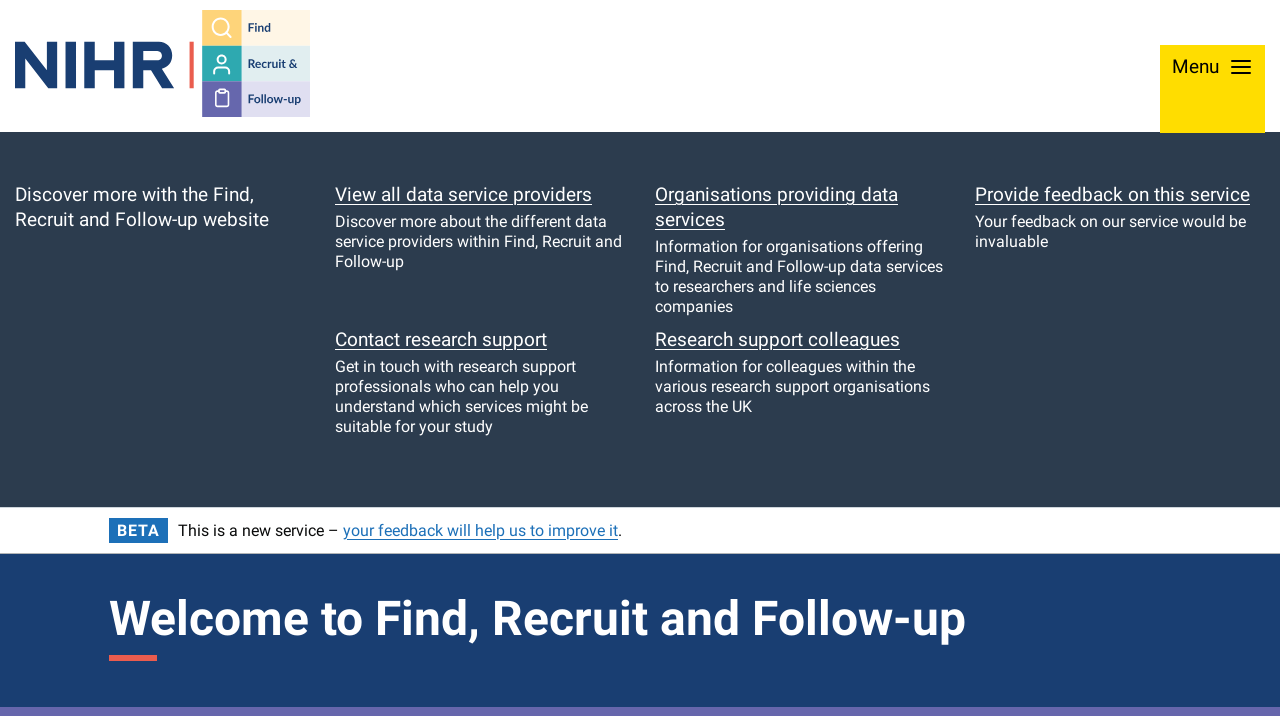 NIHR
Find
Recruit &
Follow-up
Menu
Discover more with the Find,
Recruit and Follow-up website
View all data service providers
Discover more about the different data
service providers within Find, Recruit and
Follow-up
Organisations providing data
services
Information for organisations offering
Find, Recruit and Follow-up data services
to researchers and life sciences
companies
Provide feedback on this service
Your feedback on our service would be
invaluable
Contact research support
Get in touch with research support
professionals who can help you
understand which services might be
suitable for your study
Research support colleagues
Information for colleagues within the
various research support organisations
across the UK
BETA This is a new service – your feedback will help us to improve it.
Welcome to Find, Recruit and Follow-up